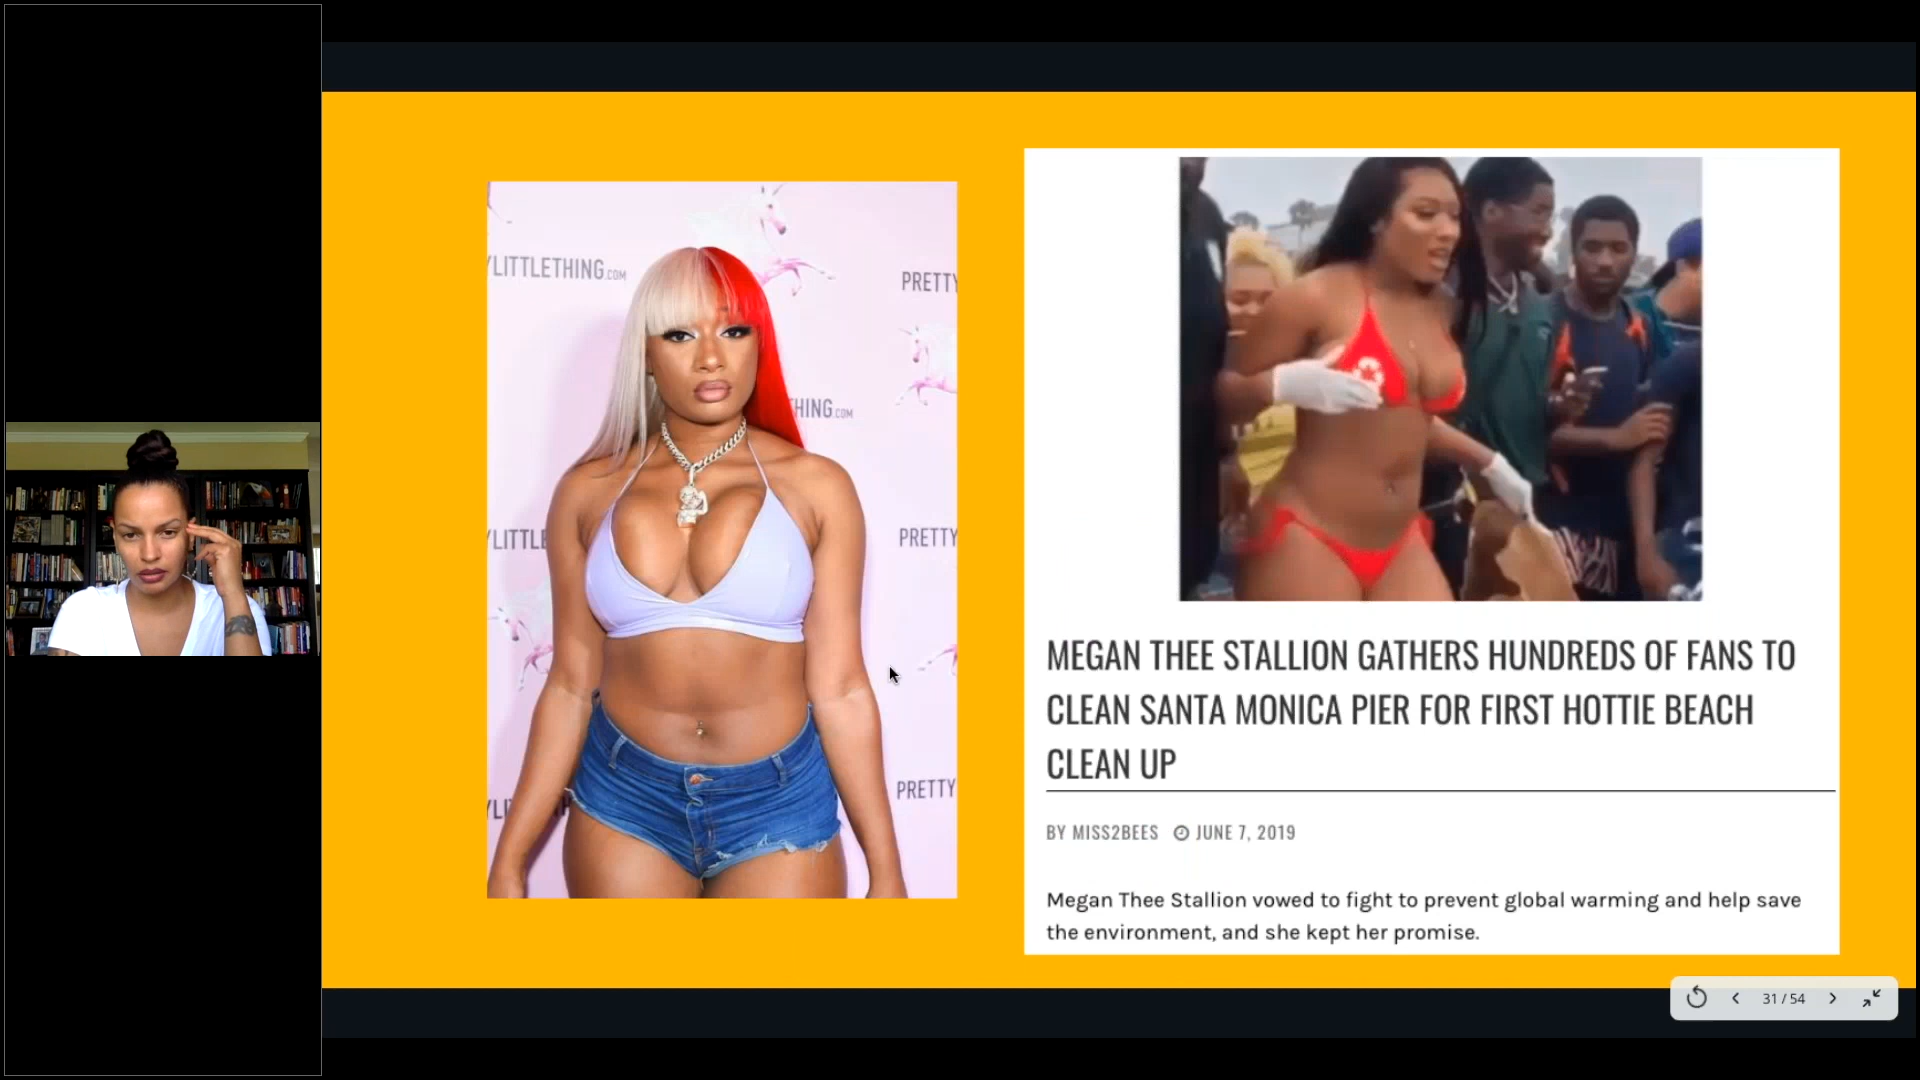 YLITTLETHING.COM
PRETTY
THING.COM
YLITTLE
PRETTY
PRETTY
MEGAN THEE STALLION GATHERS HUNDREDS OF FANS TO
CLEAN SANTA MONICA PIER FOR FIRST HOTTIE BEACH
CLEAN UP
BY MISS2BEES JUNE 7, 2019
Megan Thee Stallion vowed to fight to prevent global warming and help save
the environment, and she kept her promise.
31 / 54